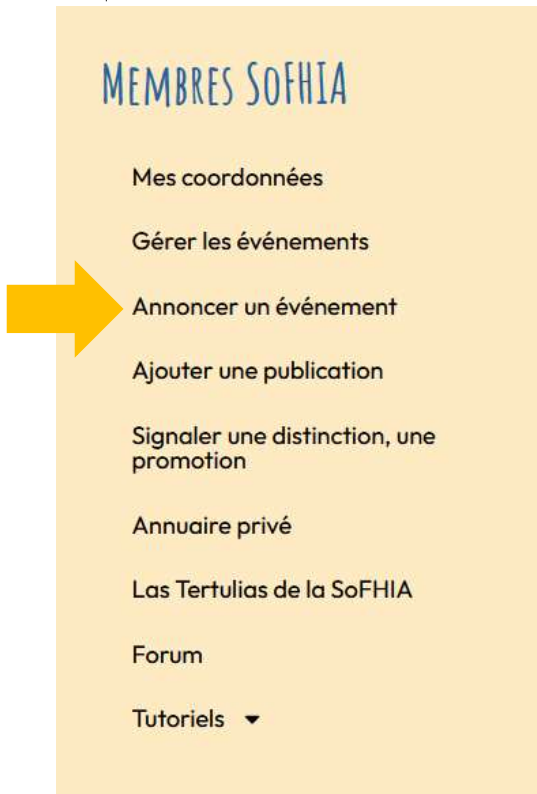 Membres SoFHIA
Mes coordonnées
Gérer les événements
Annoncer un événement
Ajouter une publication
Signaler une distinction, une
promotion
Annuaire privé
Las Tertulias de la SoFHIA
Forum
Tutoriels